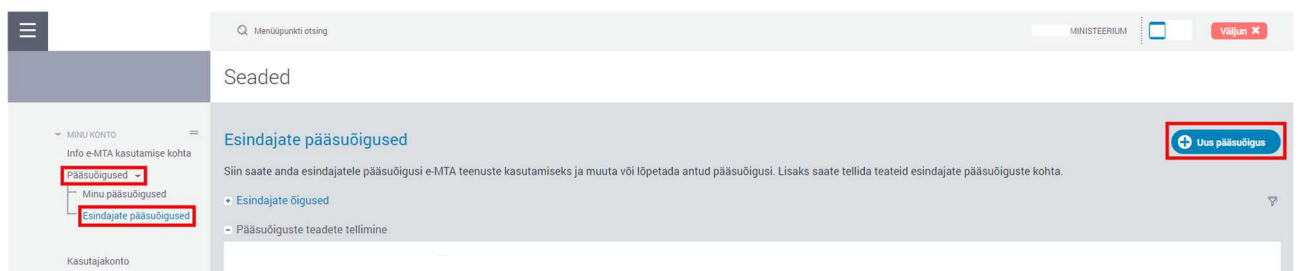 Menüüpunkti otsing
MINISTEERIUM
Väljun
Seaded
MINU KONTO
Info e-MTA kasutamise kohta
Pääsuõigused
Minu pääsuõigused
Esindajate pääsuõigused
Kasutajakonto
Esindajate pääsuõigused
Uus pääsuõigus
Siin saate anda esindajatele pääsuõigusi e-MTA teenuste kasutamiseks ja muuta või lõpetada antud pääsuõigusi. Lisaks saate tellida teateid esindajate pääsuõiguste kohta.
Esindajate õigused
Pääsuõiguste teadete tellimine